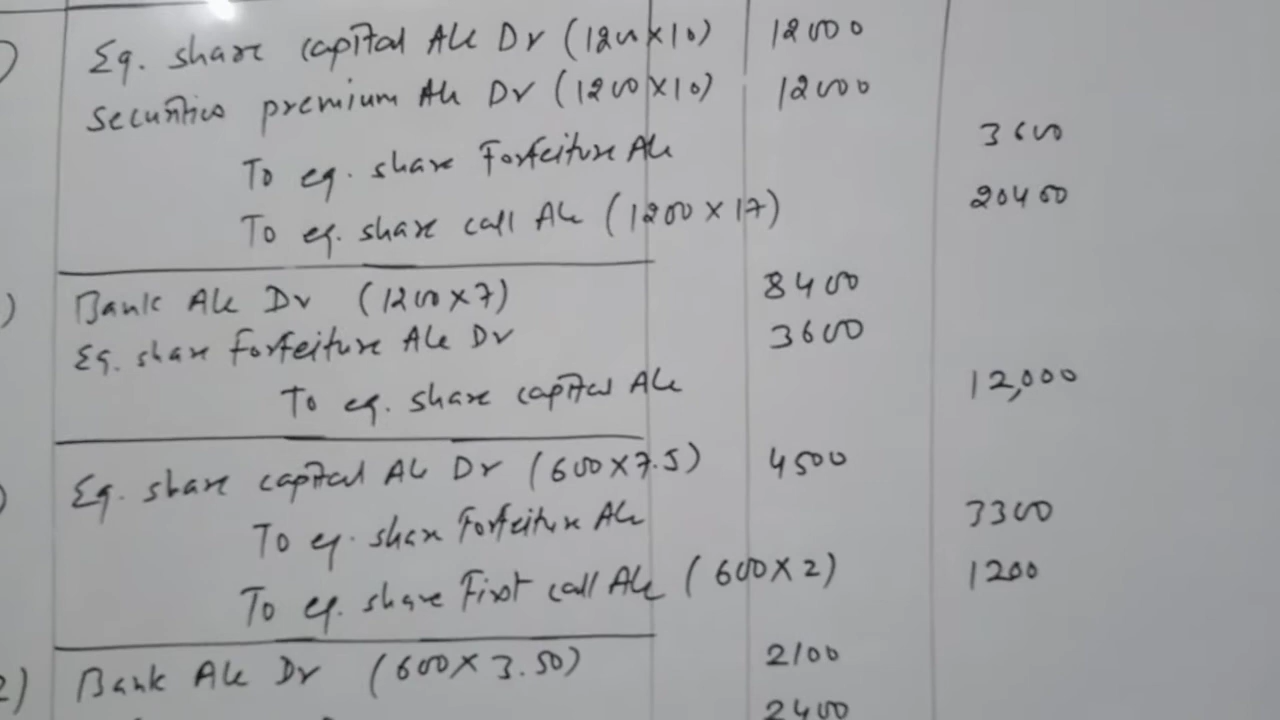 ) Eq. share capital A/c Dr (1200×10) 12000
Securities premium A/c Dr (1200×10) 12000
To eq. share Forfeiture A/c 3600
To eq. share call A/c (1200×17) 20400
) Bank A/c Dr (1200×7) 8400
Eq. share Forfeiture A/c Dr 3600
To eq. share capital A/c 12,000
) Eq. share capital A/c Dr (600×7.5) 4500
To eq. share Forfeiture A/c 3300
To eq. share First call A/c (600×2) 1200
2) Bank A/c Dr (600×3.50) 2100
2400